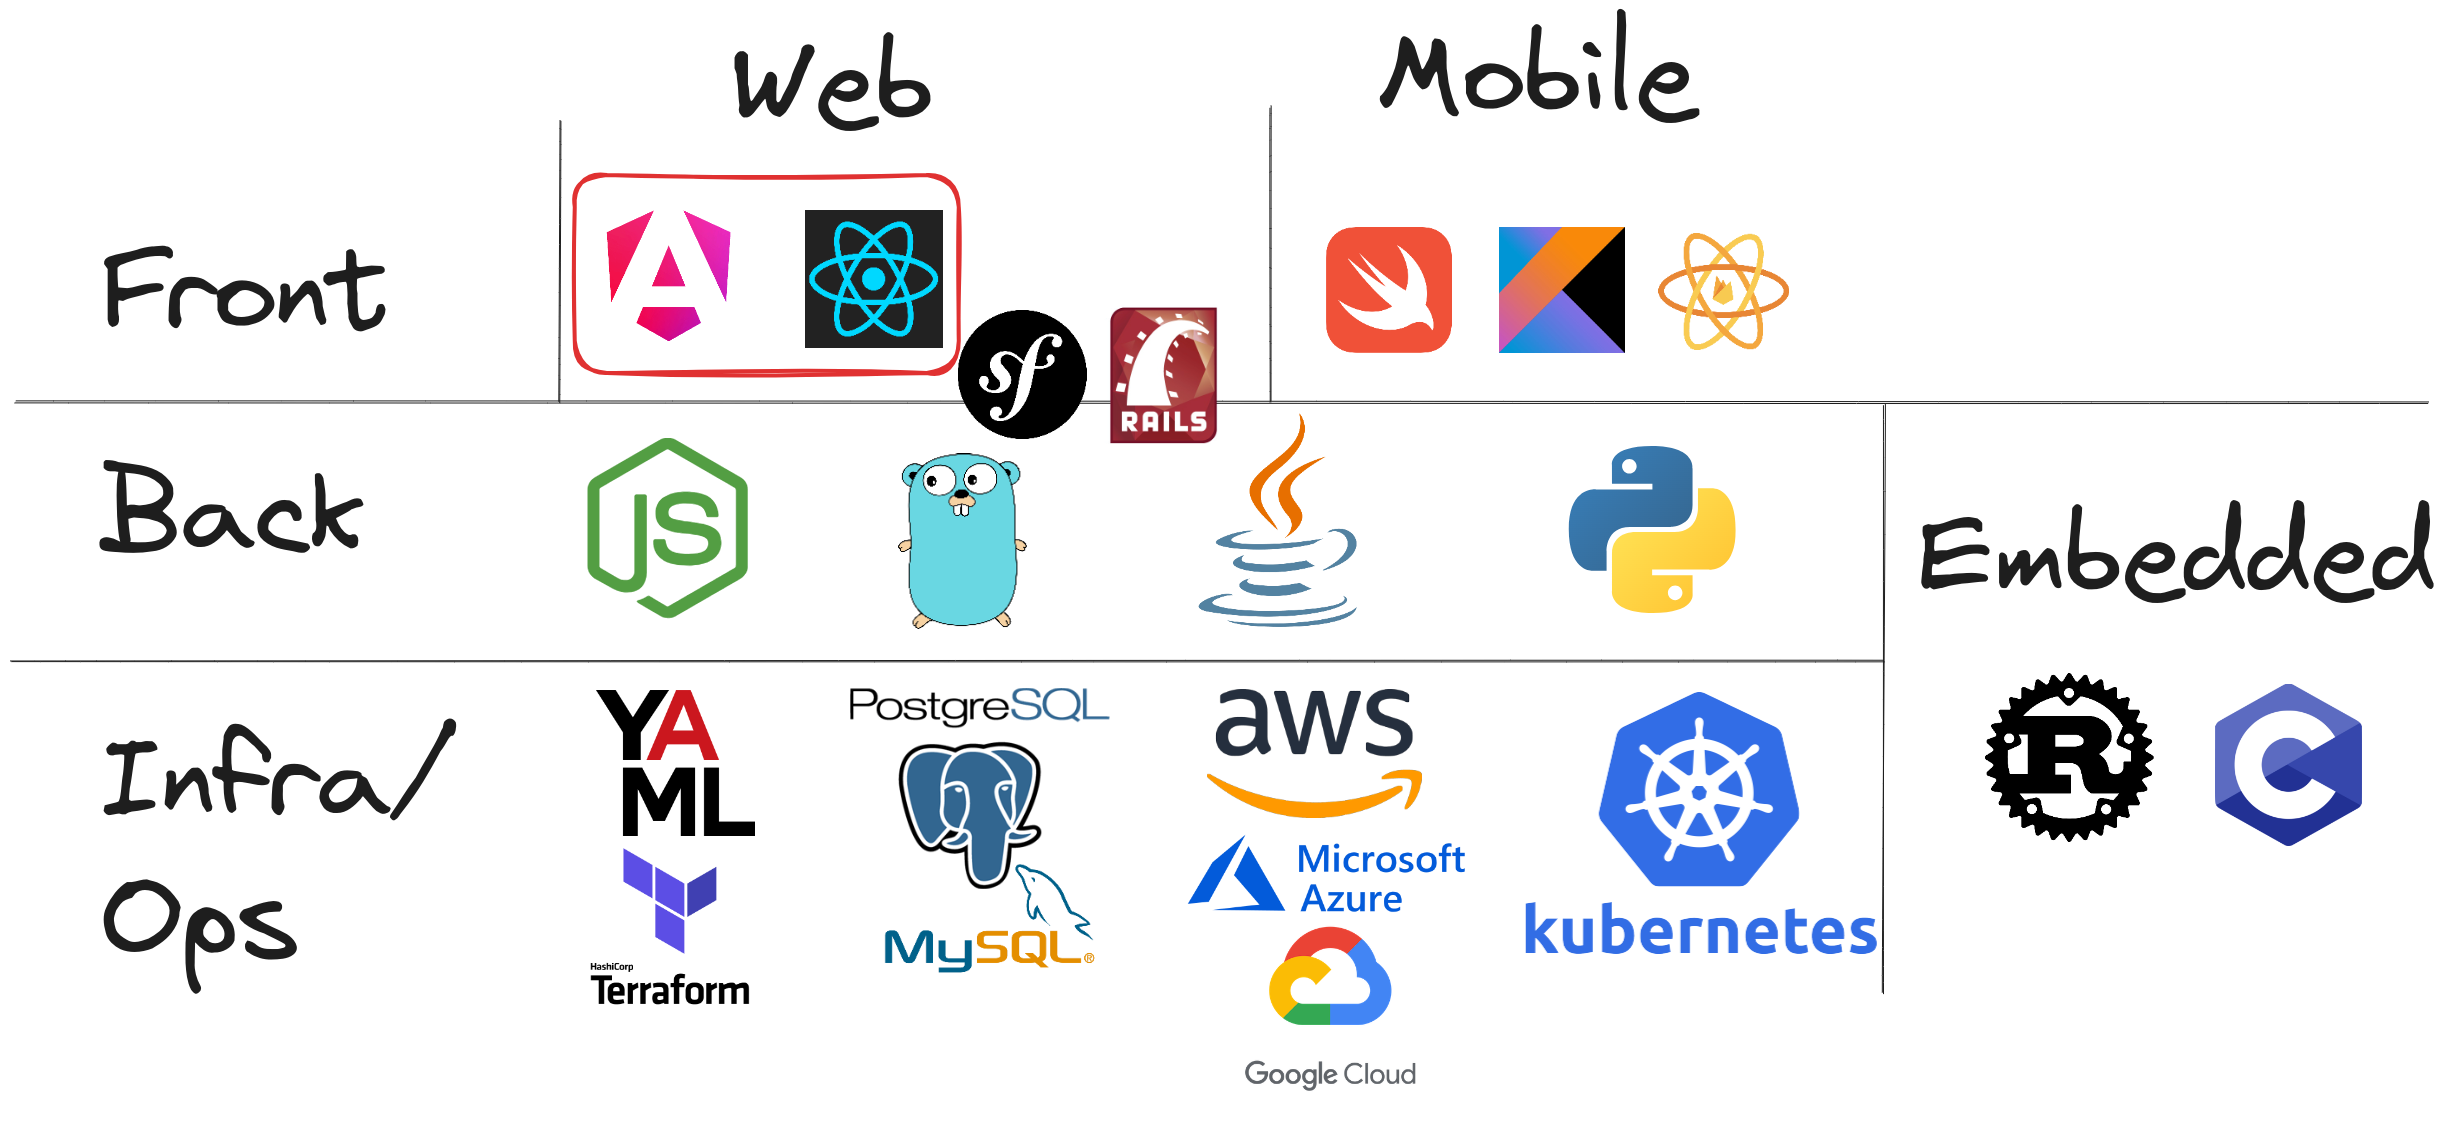 Web
Mobile
Front
sf
RAILS
Back
JS
Embedded
Infra/
Ops
YA
ML
HashiCorp
Terraform
PostgreSQL
MySQL®
aws
Microsoft
Azure
Google Cloud
kubernetes
R
C